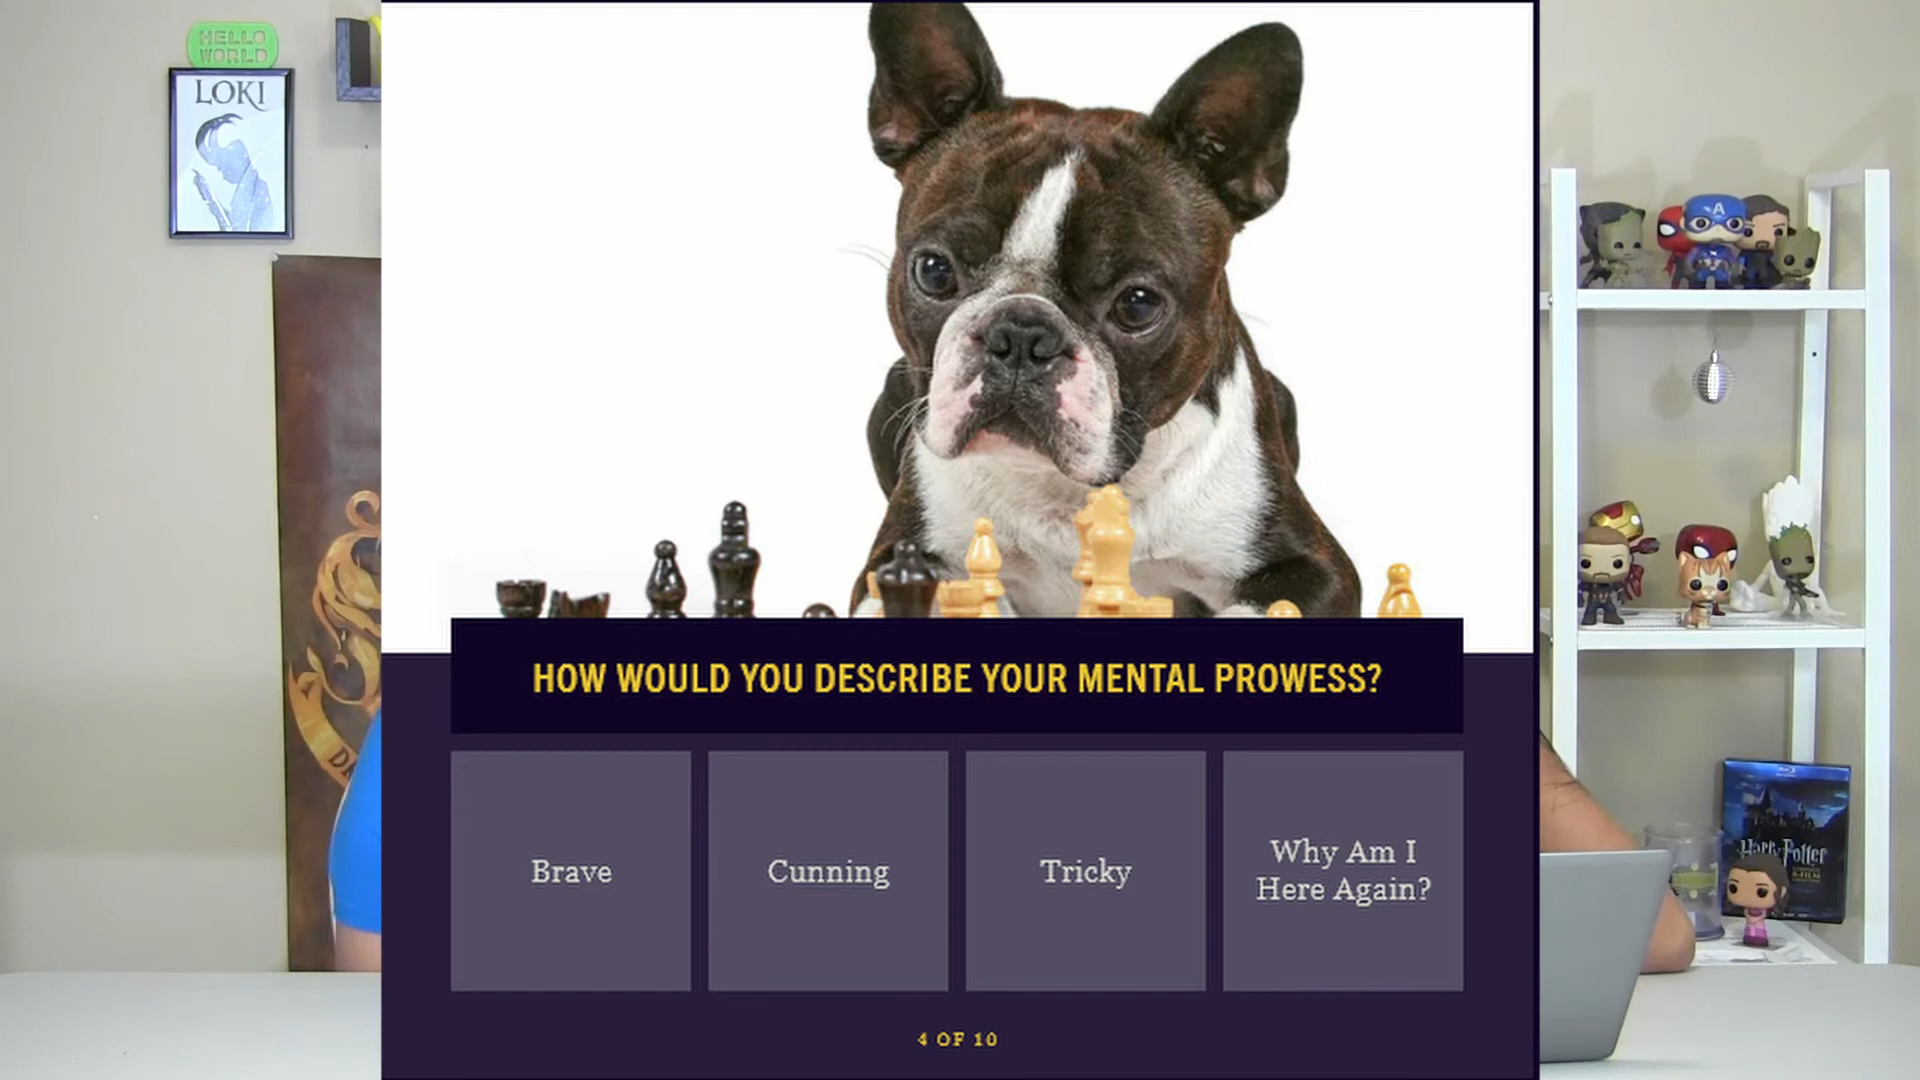 HELLO
WORLD
LOKI
A
HOW WOULD YOU DESCRIBE YOUR MENTAL PROWESS?
Brave
Cunning
Tricky
Why Am I
Here Again?
4 OF 10
Harry Potter